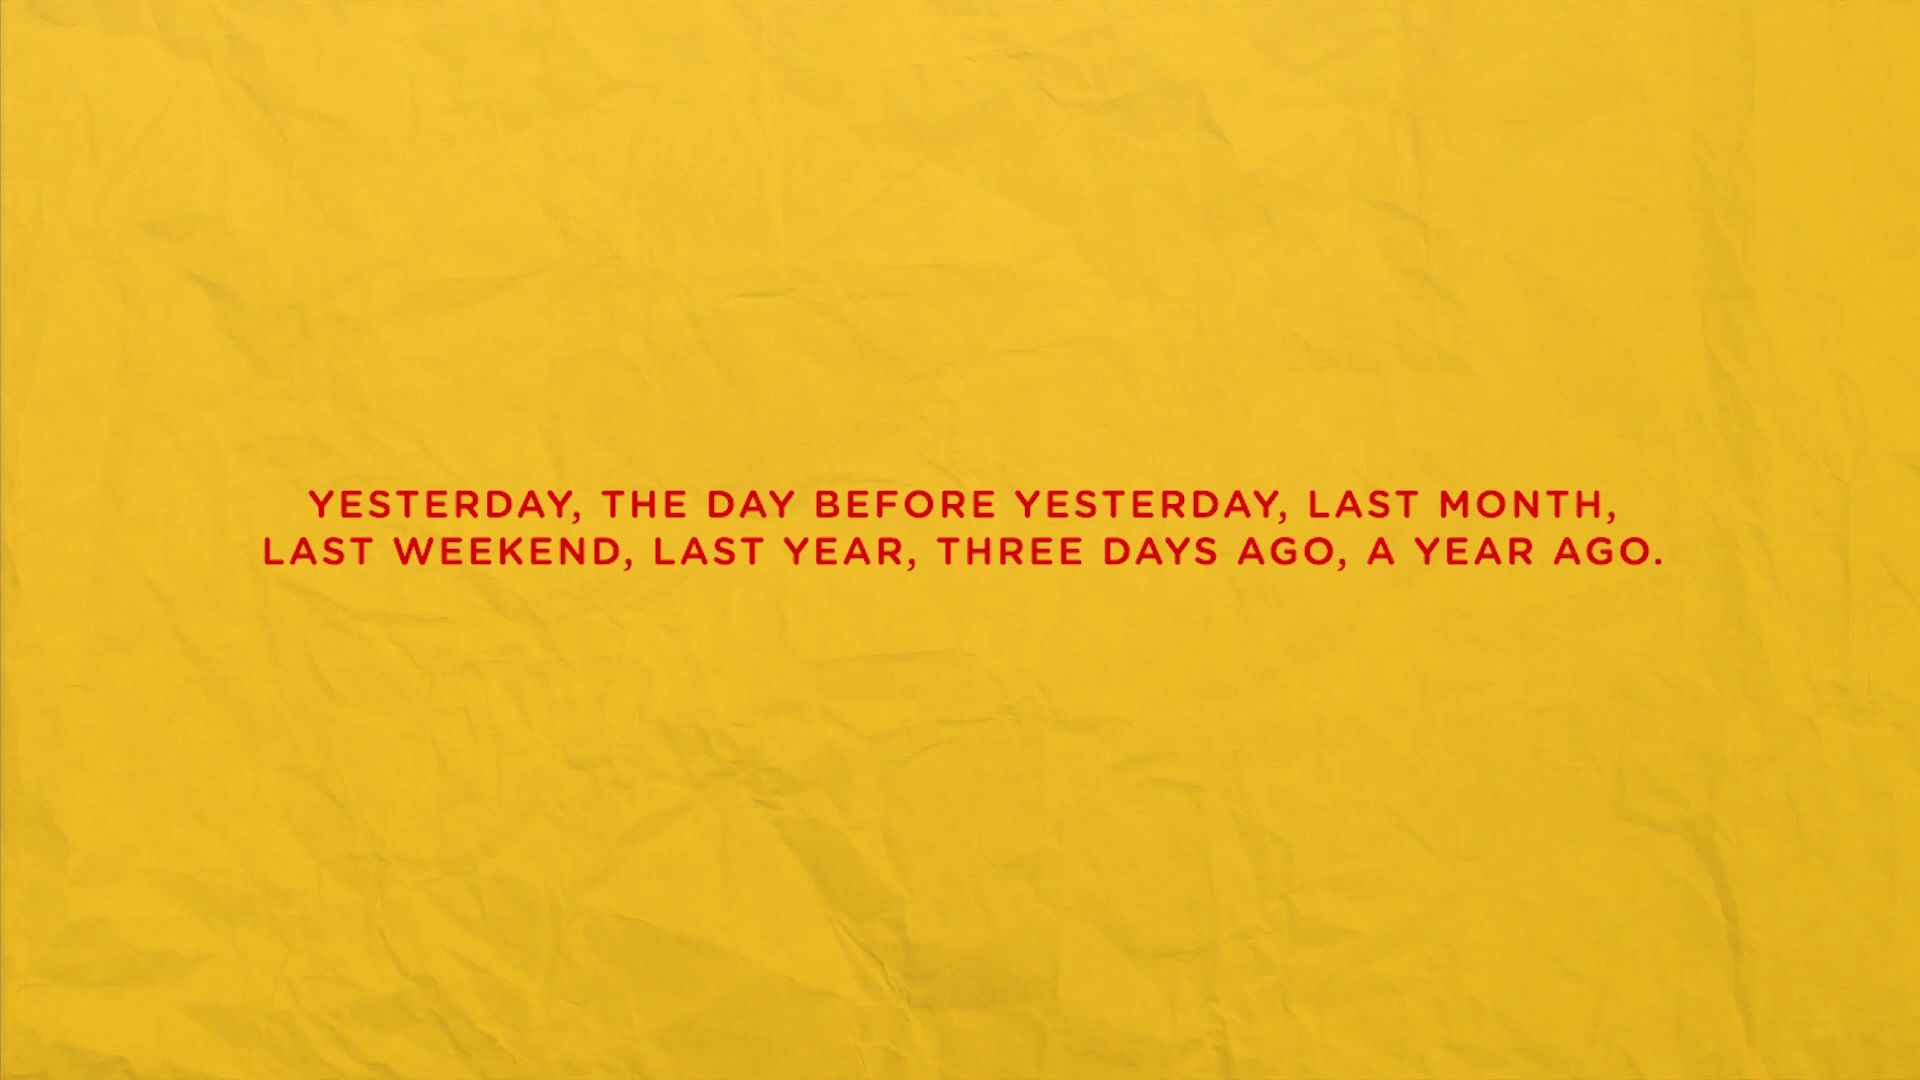 YESTERDAY, THE DAY BEFORE YESTERDAY, LAST MONTH,
LAST WEEKEND, LAST YEAR, THREE DAYS AGO, A YEAR AGO.